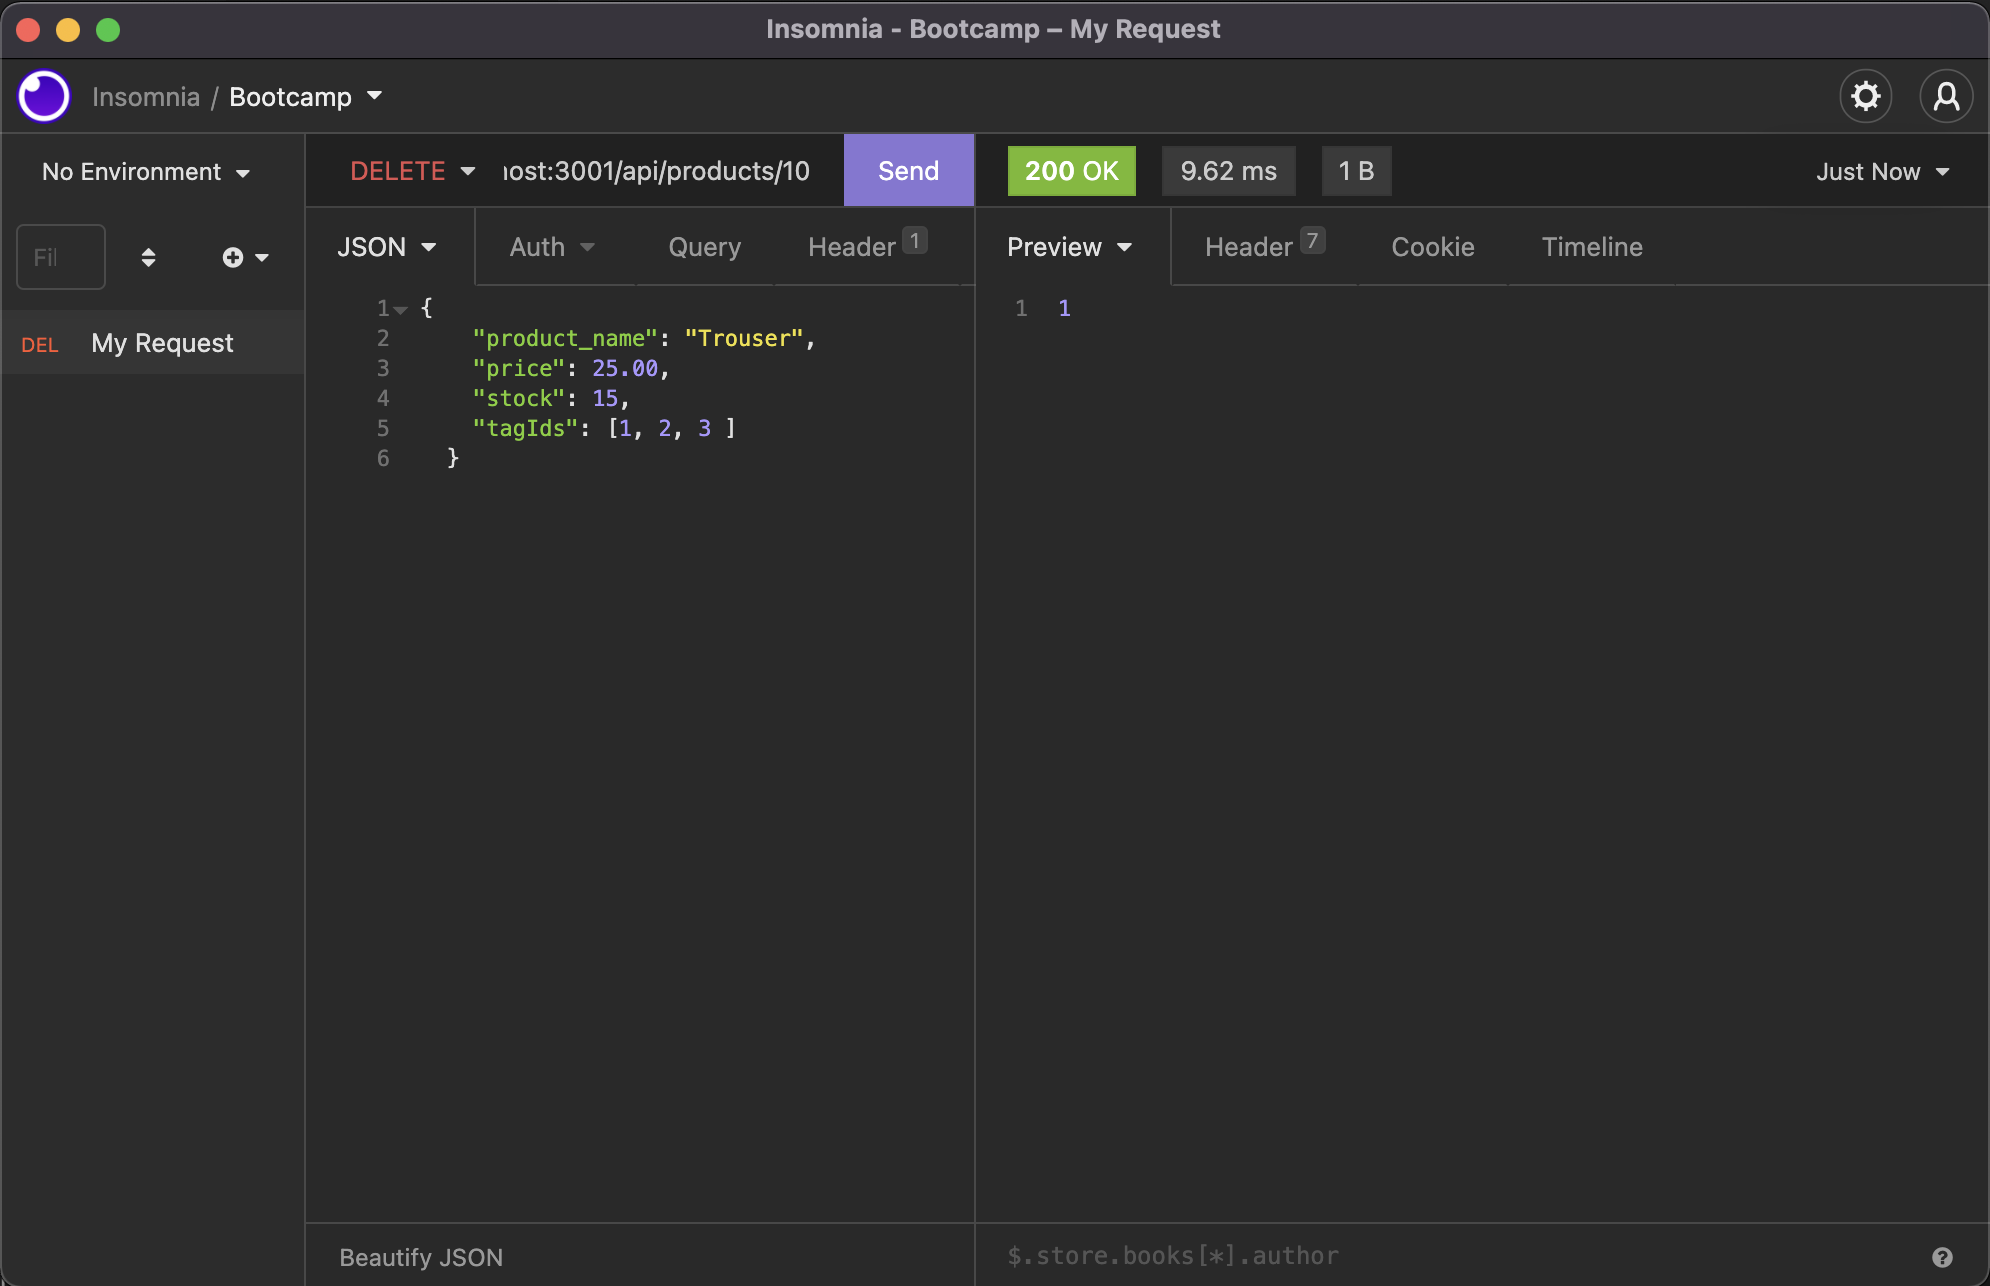 Insomnia - Bootcamp – My Request
Insomnia / Bootcamp
No Environment
DELETE
ost:3001/api/products/10
Send
200 OK
9.62 ms
1 B
Just Now
Fil
JSON
Auth
Query
Header 1
Preview
Header 7
Cookie
Timeline
DEL My Request
1 {
2 "product_name": "Trouser",
3 "price": 25.00,
4 "stock": 15,
5 "tagIds": [1, 2, 3 ]
6 }
1 1
Beautify JSON
$.store.books[*].author